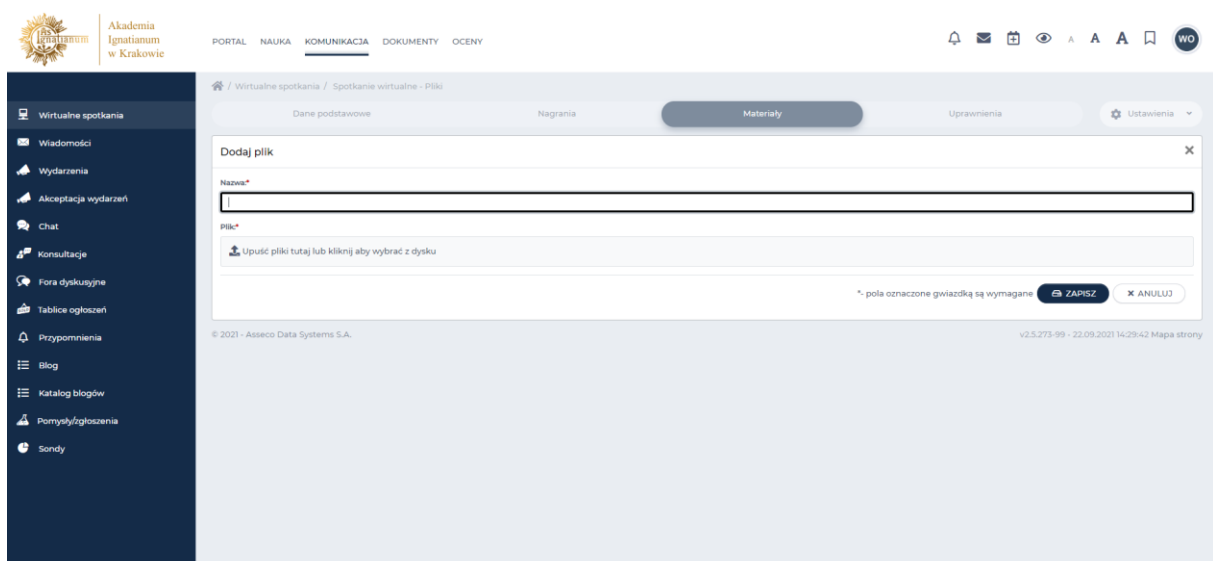 IAS
Ignatianum
Akademia
Ignatianum
w Krakowie
PORTAL NAUKA KOMUNIKACJA DOKUMENTY OCENY
A A A WO
/ Wirtualne spotkania / Spotkanie wirtualne - Pliki
Dane podstawowe Nagrania Materiały Uprawnienia Ustawienia
Wirtualne spotkania
Wiadomości
Wydarzenia
Akceptacja wydarzeń
Chat
Konsultacje
Fora dyskusyjne
Tablice ogłoszeń
Przypomnienia
Blog
Katalog blogów
Pomysły/zgłoszenia
Sondy
Dodaj plik
Nazwa:*
Plik:*
Upuść pliki tutaj lub kliknij aby wybrać z dysku
*- pola oznaczone gwiazdką są wymagane ZAPISZ ANULUJ
© 2021 - Asseco Data Systems S.A. v2.5.273-99 - 22.09.2021 14:29:42 Mapa strony